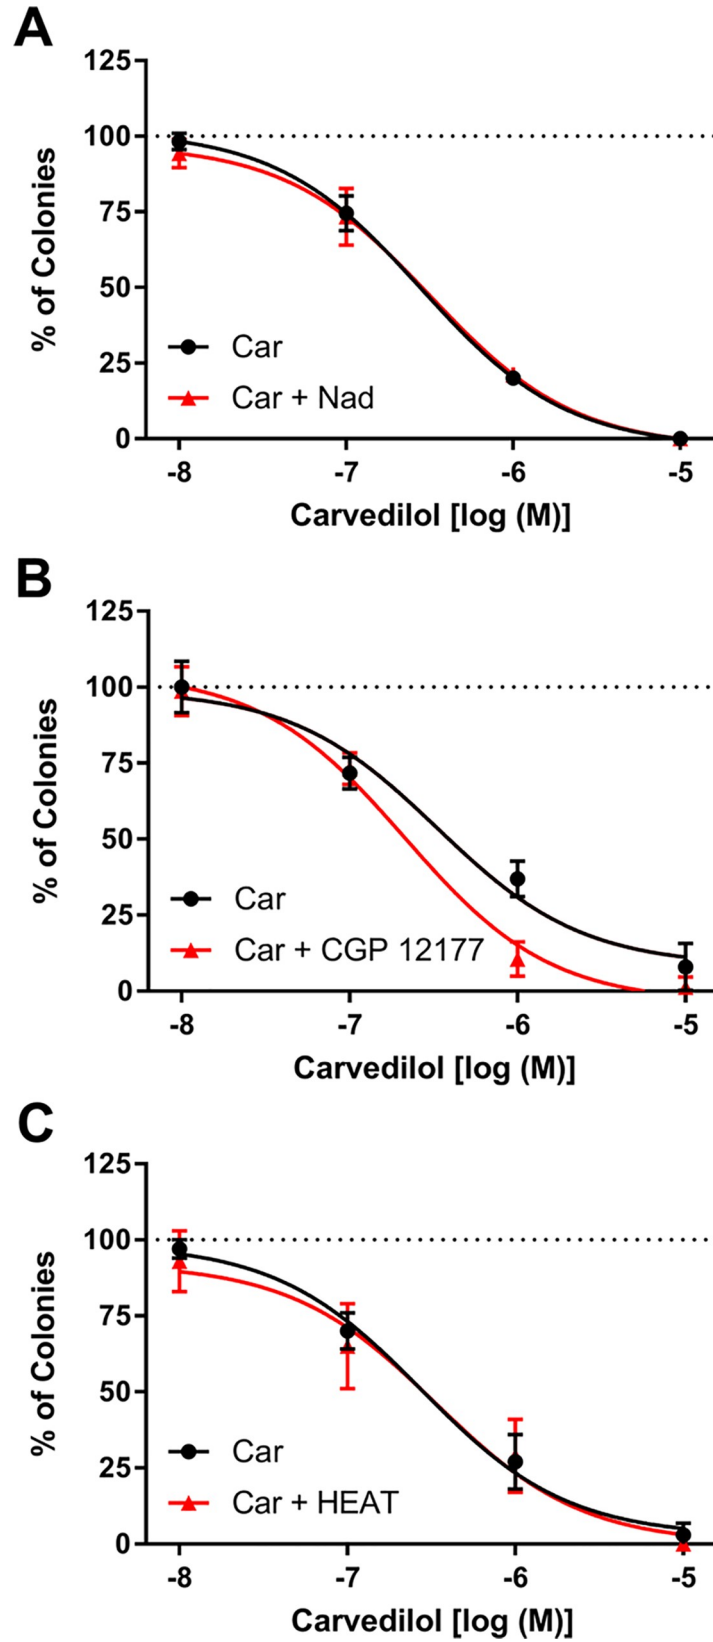 A
125
100
75
50
25
0
% of Colonies
Car
Car + Nad
-8 -7 -6 -5
Carvedilol [log (M)]
B
125
100
75
50
25
0
% of Colonies
Car
Car + CGP 12177
-8 -7 -6 -5
Carvedilol [log (M)]
C
125
100
75
50
25
0
% of Colonies
Car
Car + HEAT
-8 -7 -6 -5
Carvedilol [log (M)]